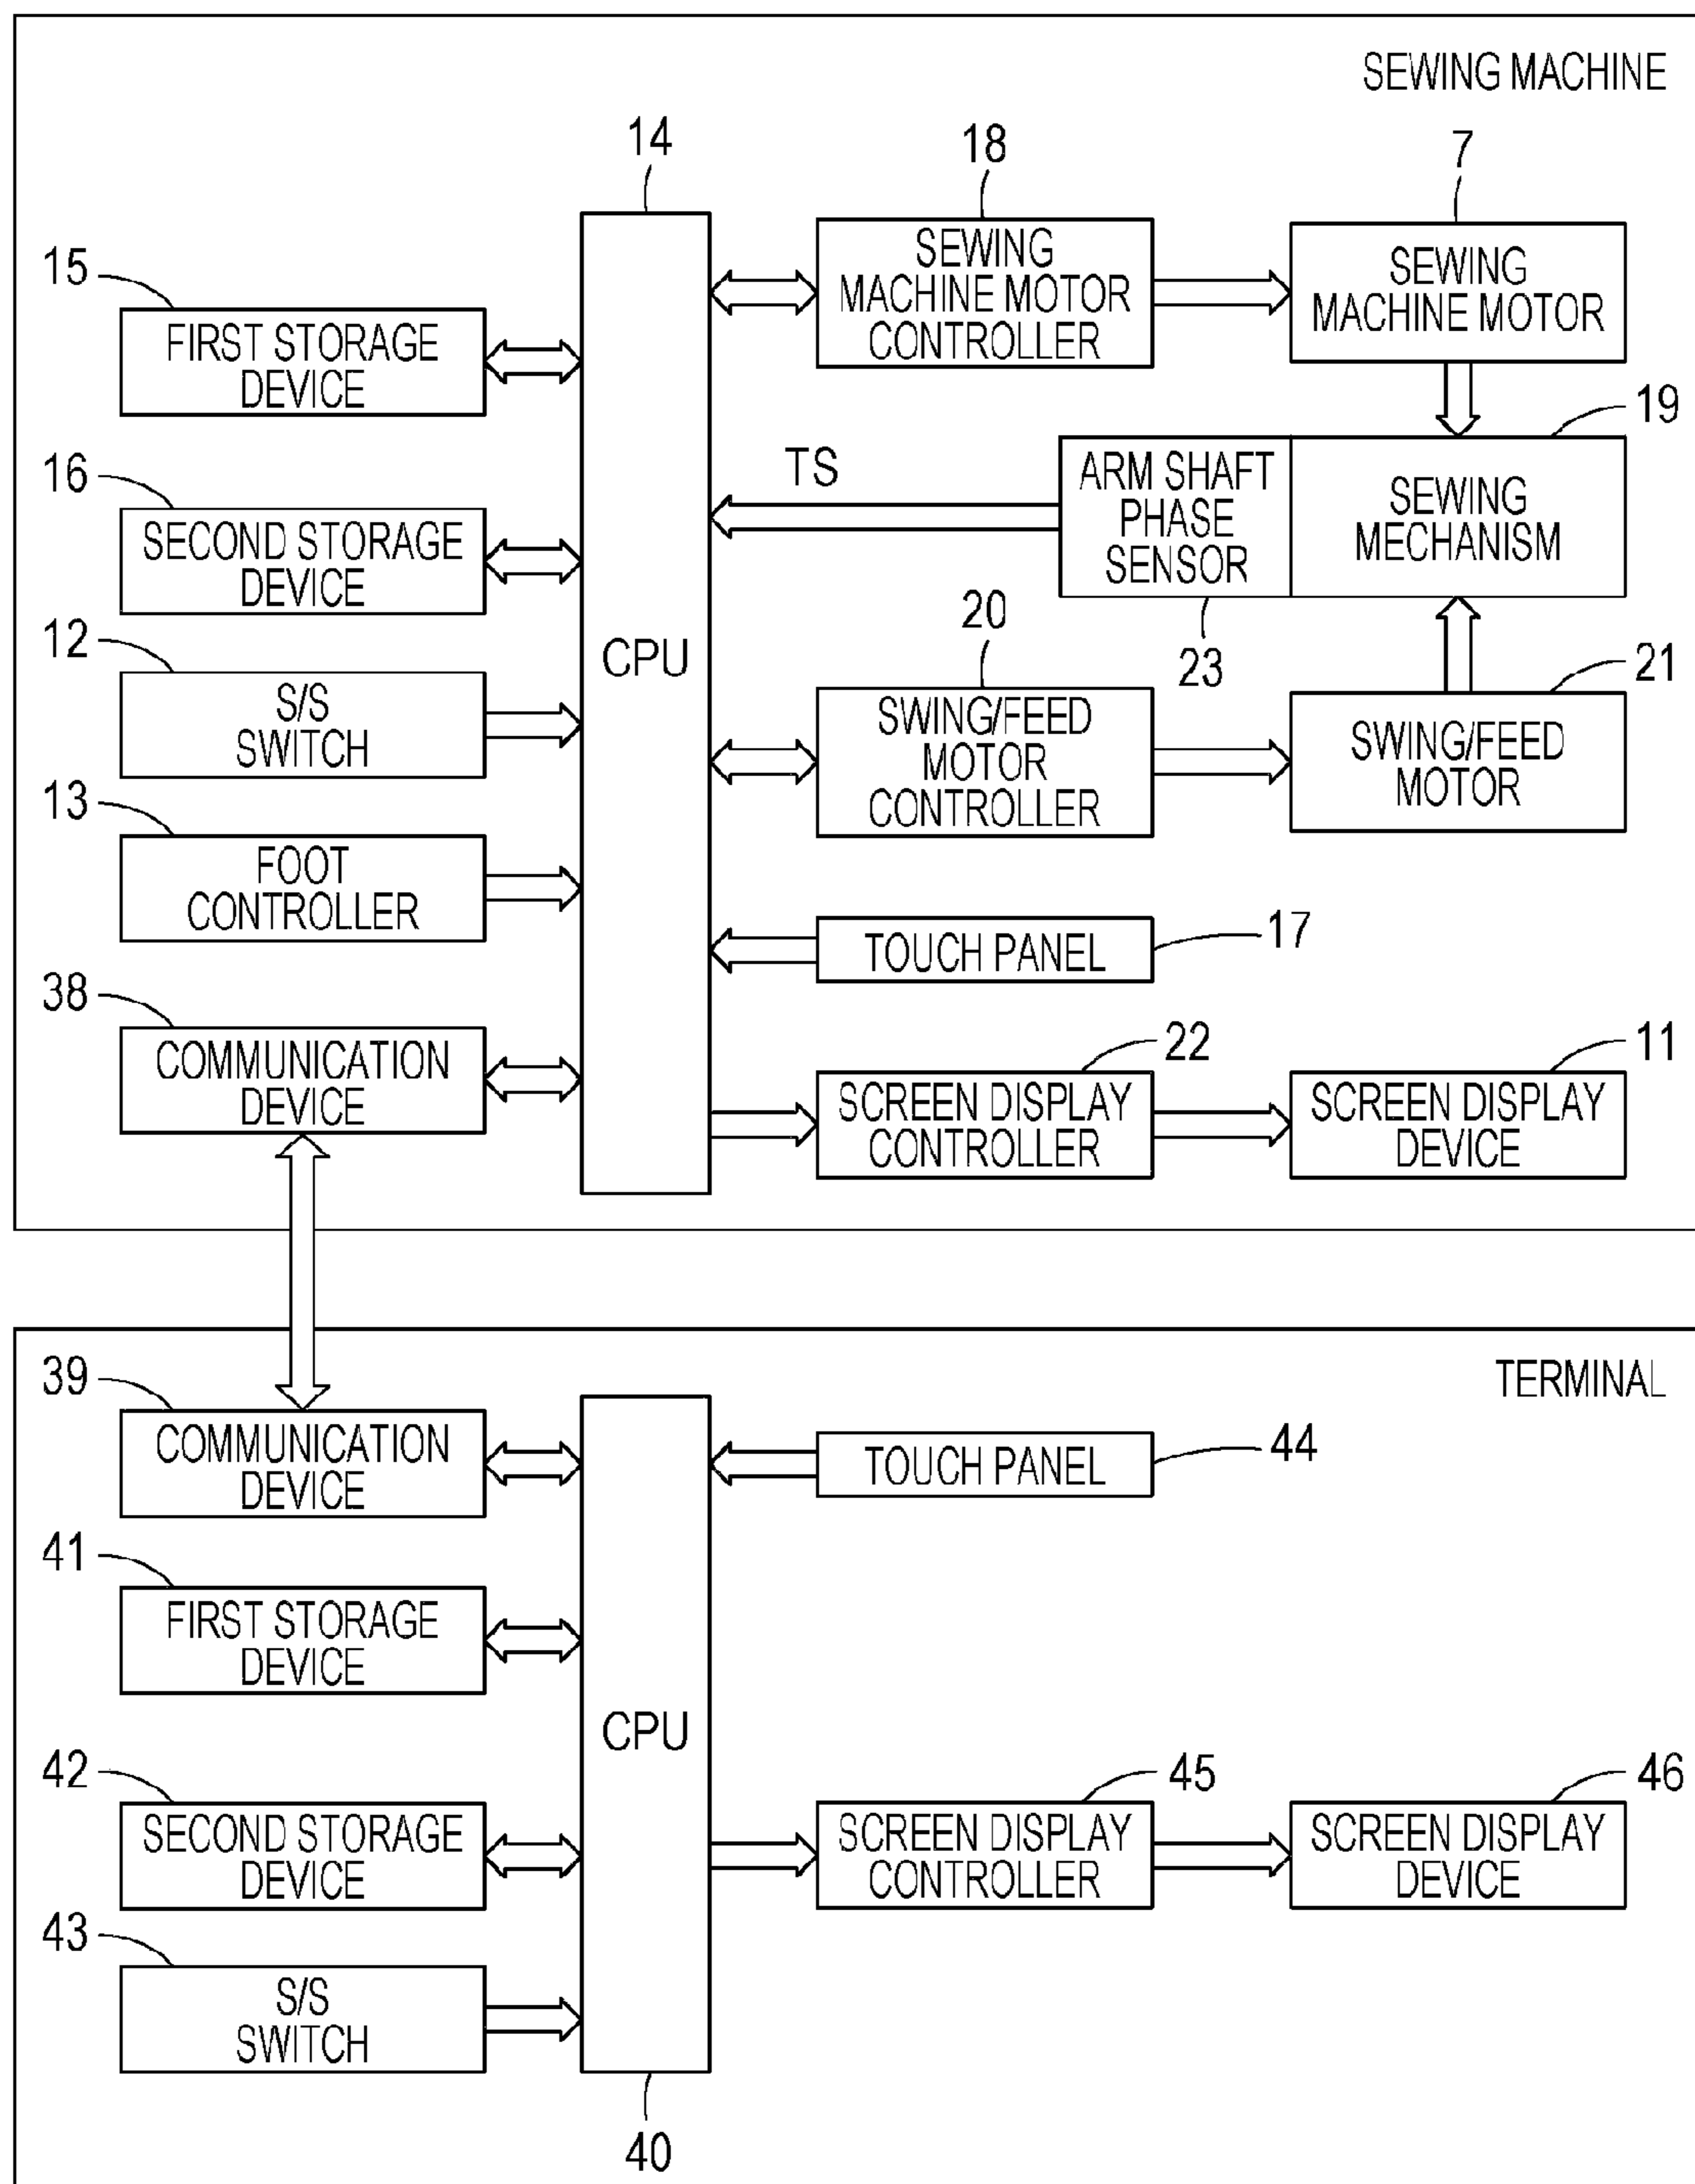 SEWING MACHINE
14
18
7
15
FIRST STORAGE
DEVICE
SEWING
MACHINE MOTOR
CONTROLLER
SEWING
MACHINE MOTOR
16
SECOND STORAGE
DEVICE
TS
ARM SHAFT
PHASE
SENSOR
23
19
SEWING
MECHANISM
12
S/S
SWITCH
CPU
20
SWING/FEED
MOTOR
CONTROLLER
21
SWING/FEED
MOTOR
13
FOOT
CONTROLLER
TOUCH PANEL
17
38
COMMUNICATION
DEVICE
22
SCREEN DISPLAY
CONTROLLER
11
SCREEN DISPLAY
DEVICE
TERMINAL
39
COMMUNICATION
DEVICE
TOUCH PANEL
44
41
FIRST STORAGE
DEVICE
CPU
42
SECOND STORAGE
DEVICE
45
SCREEN DISPLAY
CONTROLLER
46
SCREEN DISPLAY
DEVICE
43
S/S
SWITCH
40